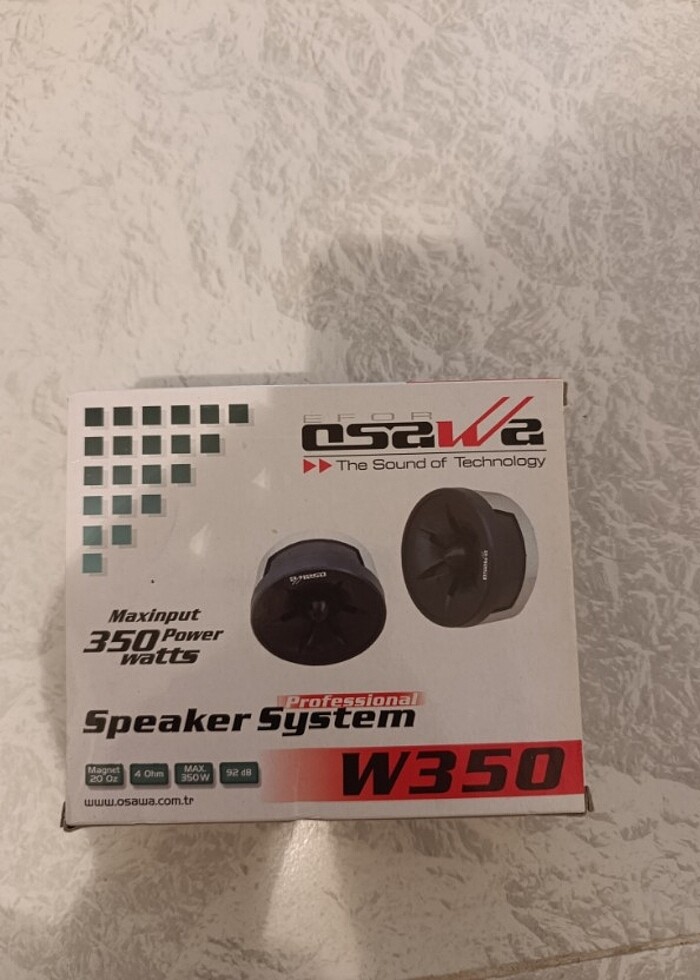 EFOR
osawa
The Sound of Technology
Maxinput
350 Power
watts
Professional
Speaker System
Magnet
20 Oz
4 Ohm
MAX.
350W
92 dB
W350
www.osawa.com.tr